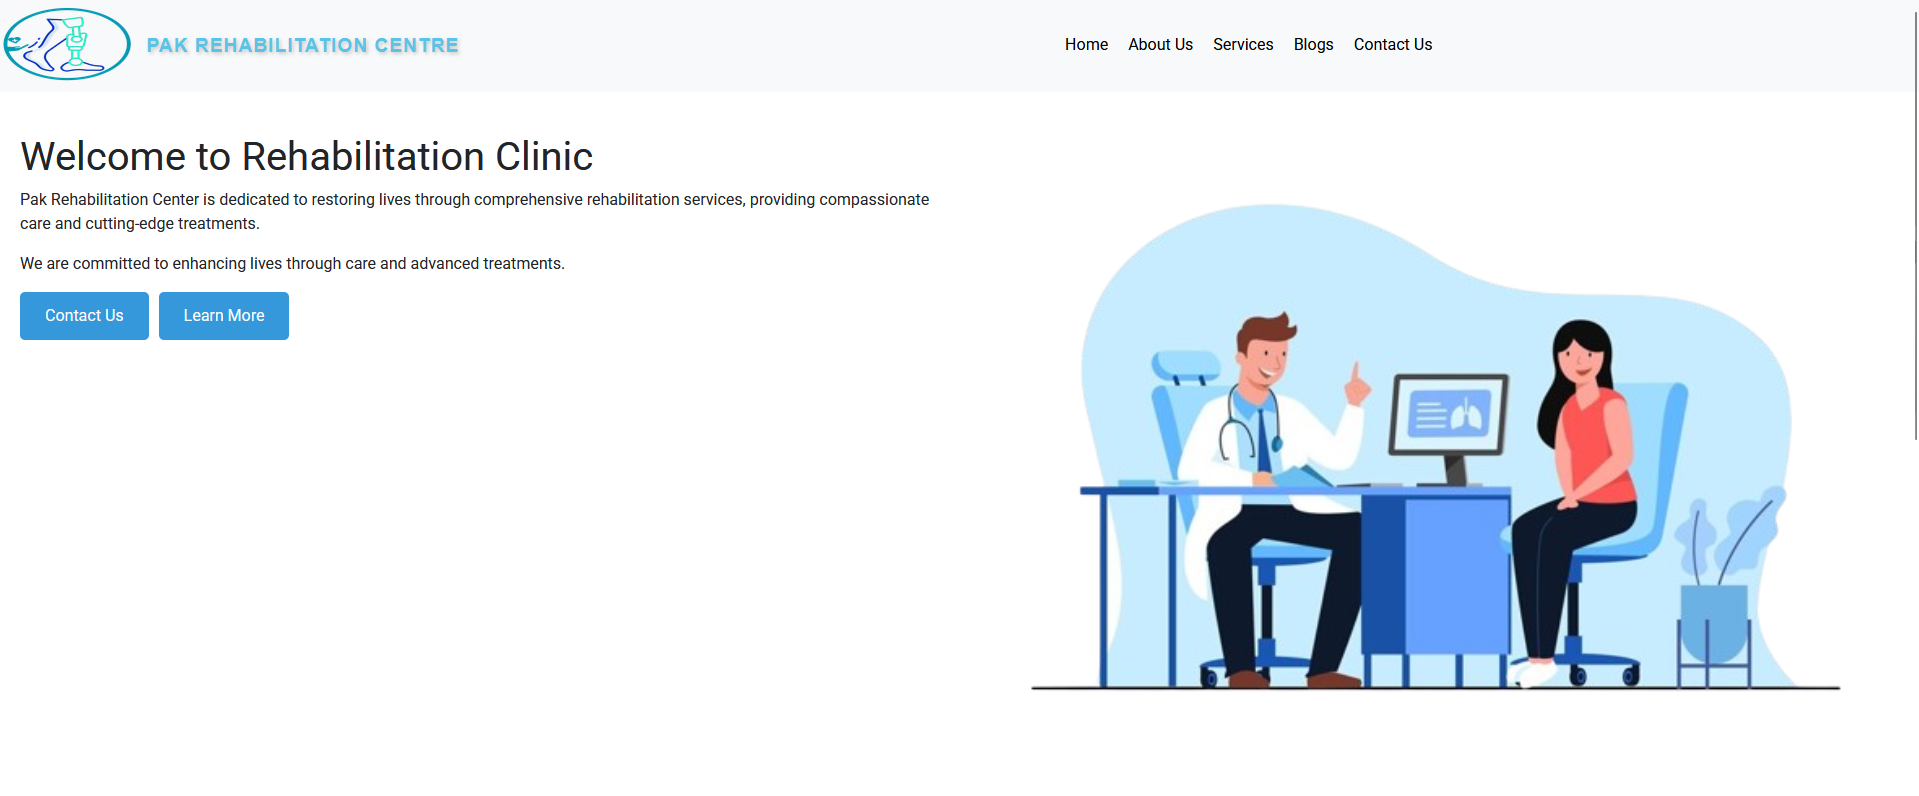 PAK REHABILITATION CENTRE
Home About Us Services Blogs Contact Us
Welcome to Rehabilitation Clinic
Pak Rehabilitation Center is dedicated to restoring lives through comprehensive rehabilitation services, providing compassionate
care and cutting-edge treatments.
We are committed to enhancing lives through care and advanced treatments.
Contact Us Learn More